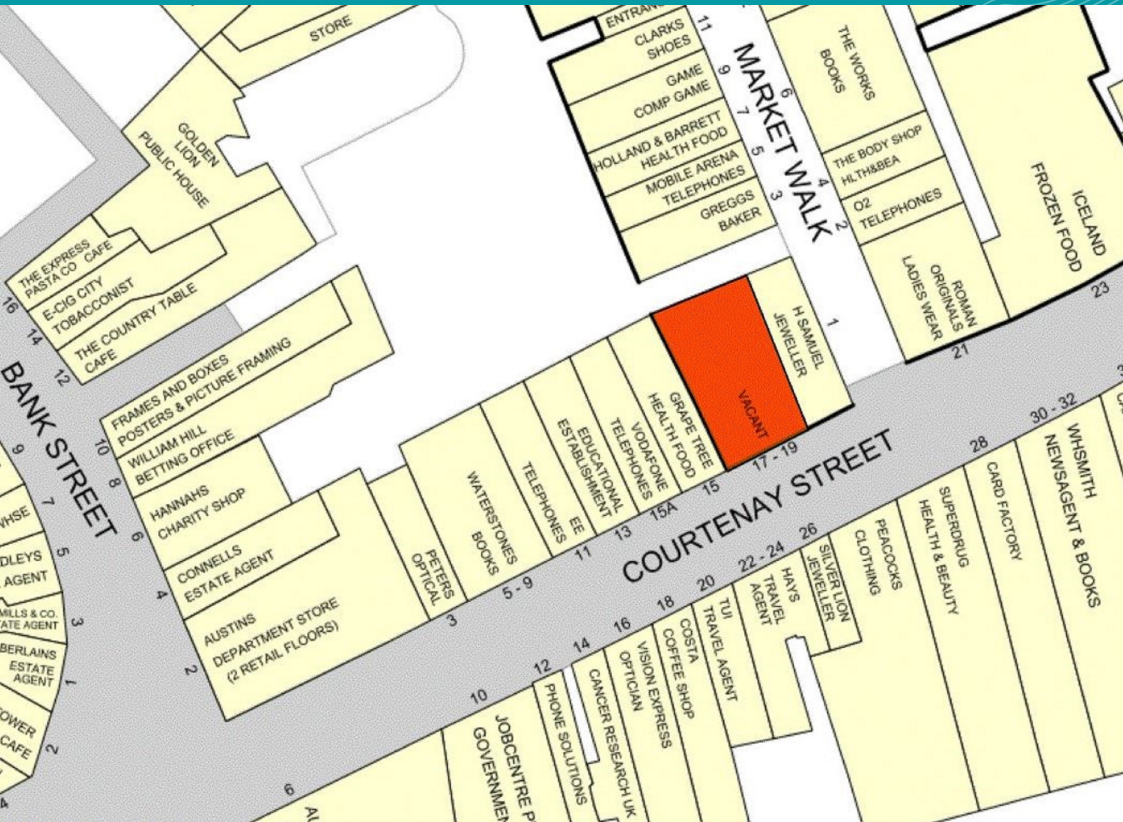 STORE
GOLDEN
LION
PUBLIC HOUSE
THE EXPRESS
PASTA CO CAFE
E-CIG CITY
TOBACCONIST
THE COUNTRY TABLE
CAFE
16
14
12
BANK STREET
FRAMES AND BOXES
POSTERS & PICTURE FRAMING
WILLIAM HILL
BETTING OFFICE
HANNAHS
CHARITY SHOP
CONNELLS
ESTATE AGENT
AUSTINS
DEPARTMENT STORE
(2 RETAIL FLOORS)
10
8
6
4
2
9
7
5
3
1
2
4
AGENT
MILLS & CO.
ESTATE
AGENT
CAFE
CLARKS
SHOES
GAME
COMP GAME
HOLLAND & BARRETT
HEALTH FOOD
MOBILE ARENA
TELEPHONES
GREGGS
BAKER
11
9
7
5
3
MARKET WALK
6
4
2
1
THE WORKS
BOOKS
THE BODY SHOP
HLTH&BEA
O2
TELEPHONES
ROMAN
ORIGINALS
LADIES WEAR
ICELAND
FROZEN FOOD
21
23
H SAMUEL
JEWELLER
VACANT
17 - 19
GRAPE TREE
HEALTH FOOD
15
VODAFONE
TELEPHONES
15A
EDUCATIONAL
ESTABLISHMENT
13
EE
TELEPHONES
11
WATERSTONES
BOOKS
5 - 9
PETERS
OPTICAL
3
COURTENAY STREET
6
10
12
14
16
18
20
22 - 24
26
28
30 - 32
PHONE SOLUTIONS
CANCER RESEARCH UK
VISION EXPRESS
OPTICIAN
COSTA
COFFEE SHOP
TUI
TRAVEL AGENT
HAYS
TRAVEL
AGENT
SILVER LION
JEWELLER
PEACOCKS
CLOTHING
SUPERDRUG
HEALTH & BEAUTY
CARD FACTORY
WHSMITH
NEWSAGENT & BOOKS
JOBCENTRE